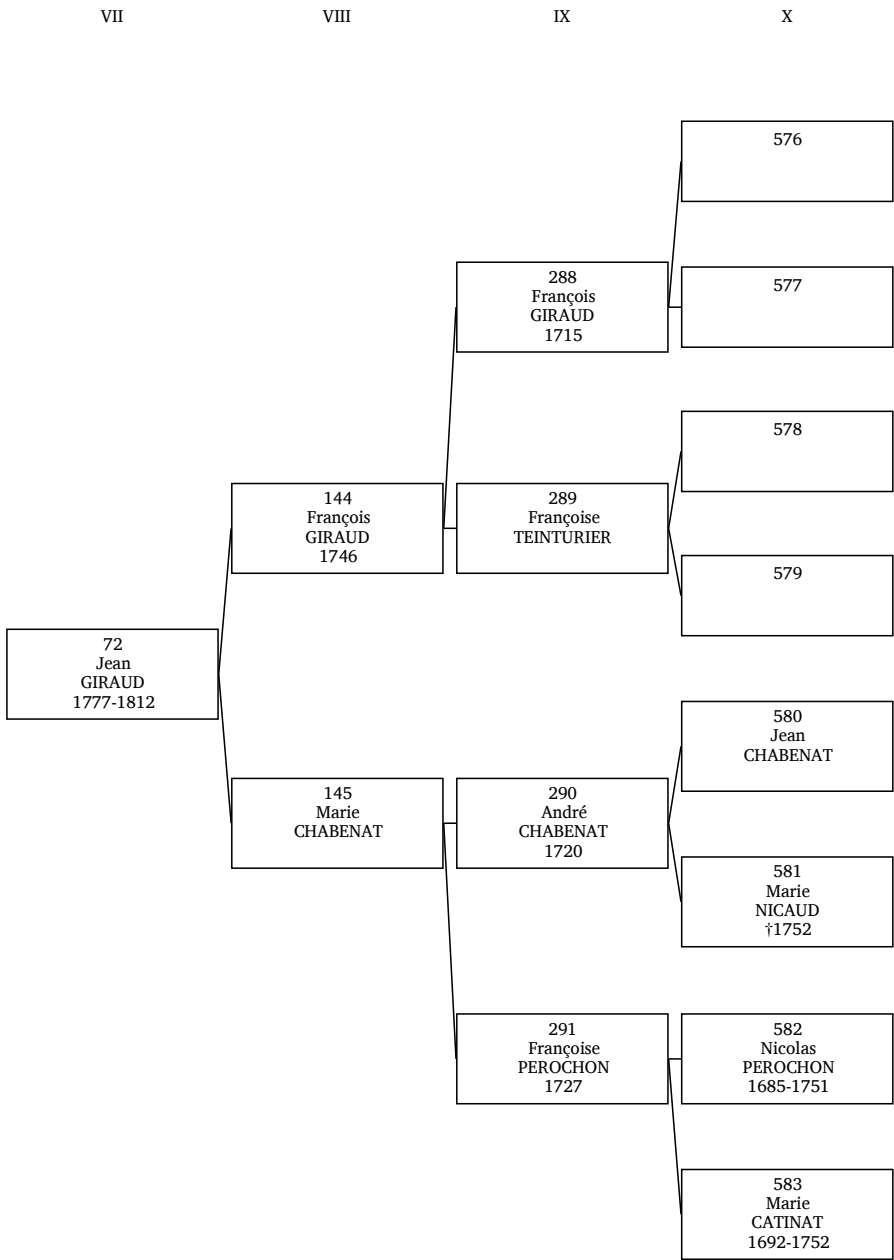 VII
VIII
IX
X
576
577
288
François
GIRAUD
1715
578
579
144
François
GIRAUD
1746
289
Françoise
TEINTURIER
72
Jean
GIRAUD
1777-1812
580
Jean
CHABENAT
145
Marie
CHABENAT
290
André
CHABENAT
1720
581
Marie
NICAUD
†1752
291
Françoise
PEROCHON
1727
582
Nicolas
PEROCHON
1685-1751
583
Marie
CATINAT
1692-1752